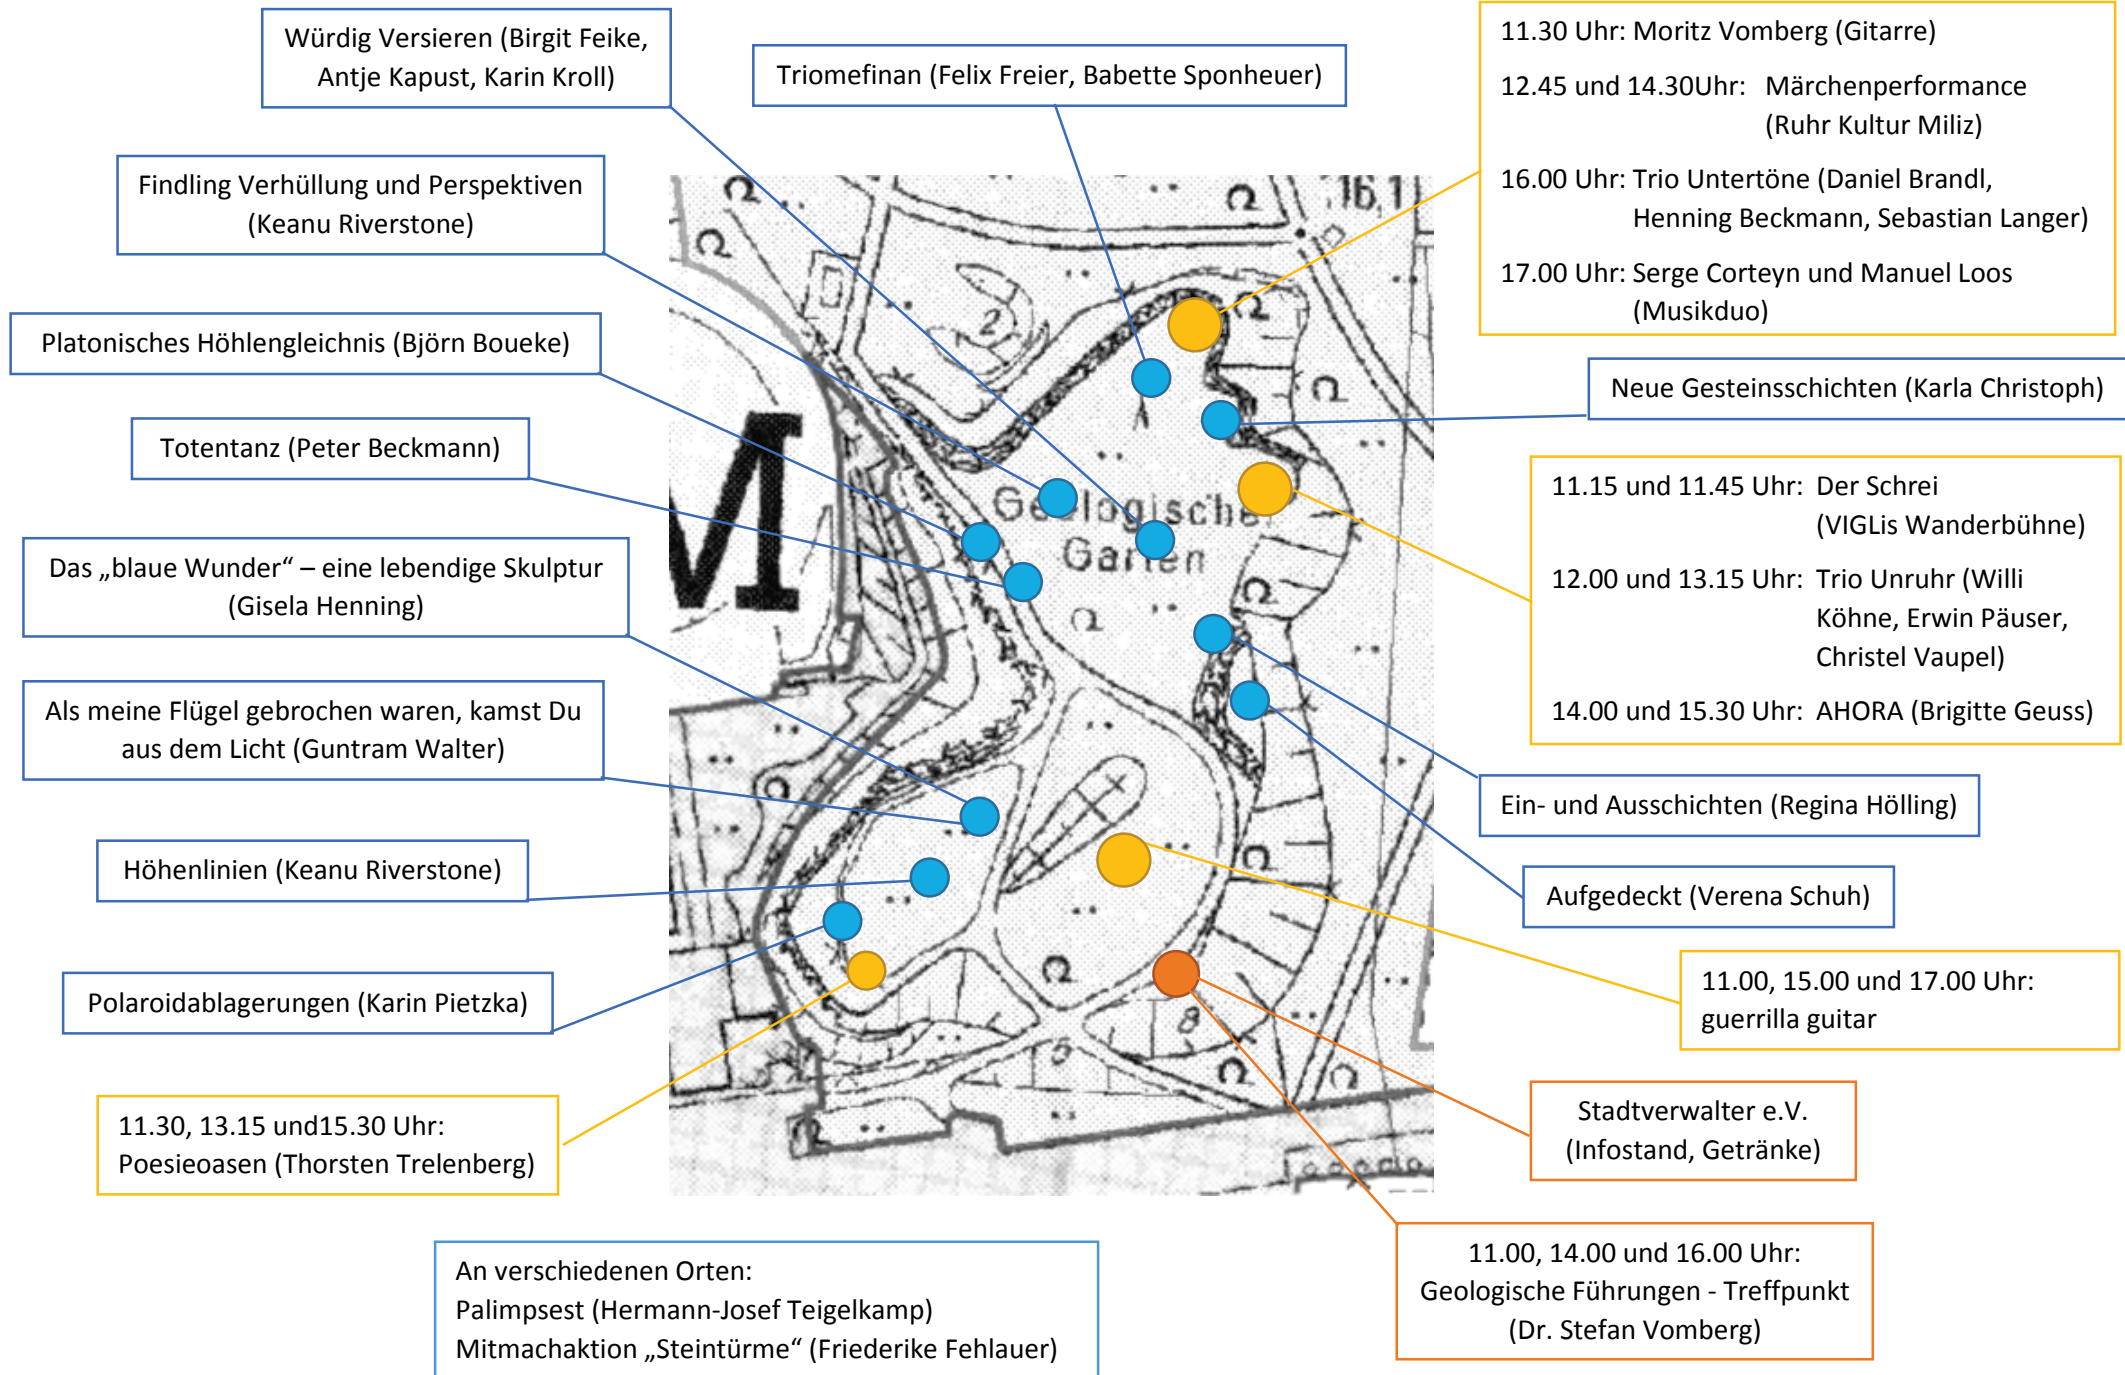 Würdig Versieren (Birgit Feike,
Antje Kapust, Karin Kroll)
Triomefinan (Felix Freier, Babette Sponheuer)
11.30 Uhr: Moritz Vomberg (Gitarre)
12.45 und 14.30Uhr: Märchenperformance
(Ruhr Kultur Miliz)
16.00 Uhr: Trio Untertöne (Daniel Brandl,
Henning Beckmann, Sebastian Langer)
17.00 Uhr: Serge Corteyn und Manuel Loos
(Musikduo)
Findling Verhüllung und Perspektiven
(Keanu Riverstone)
Platonisches Höhlengleichnis (Björn Boueke)
Neue Gesteinsschichten (Karla Christoph)
Totentanz (Peter Beckmann)
11.15 und 11.45 Uhr: Der Schrei
(VIGLis Wanderbühne)
12.00 und 13.15 Uhr: Trio Unruhr (Willi
Köhne, Erwin Päuser,
Christel Vaupel)
14.00 und 15.30 Uhr: AHORA (Brigitte Geuss)
Das „blaue Wunder“ – eine lebendige Skulptur
(Gisela Henning)
Als meine Flügel gebrochen waren, kamst Du
aus dem Licht (Guntram Walter)
Ein- und Ausschichten (Regina Hölling)
Höhenlinien (Keanu Riverstone)
Aufgedeckt (Verena Schuh)
Polaroidablagerungen (Karin Pietzka)
11.00, 15.00 und 17.00 Uhr:
guerrilla guitar
11.30, 13.15 und15.30 Uhr:
Poesieoasen (Thorsten Trelenberg)
Stadtverwalter e.V.
(Infostand, Getränke)
11.00, 14.00 und 16.00 Uhr:
Geologische Führungen - Treffpunkt
(Dr. Stefan Vomberg)
An verschiedenen Orten:
Palimpsest (Hermann-Josef Teigelkamp)
Mitmachaktion „Steintürme“ (Friederike Fehlauer)
16,1
2
M
Geologischer
Garten
8